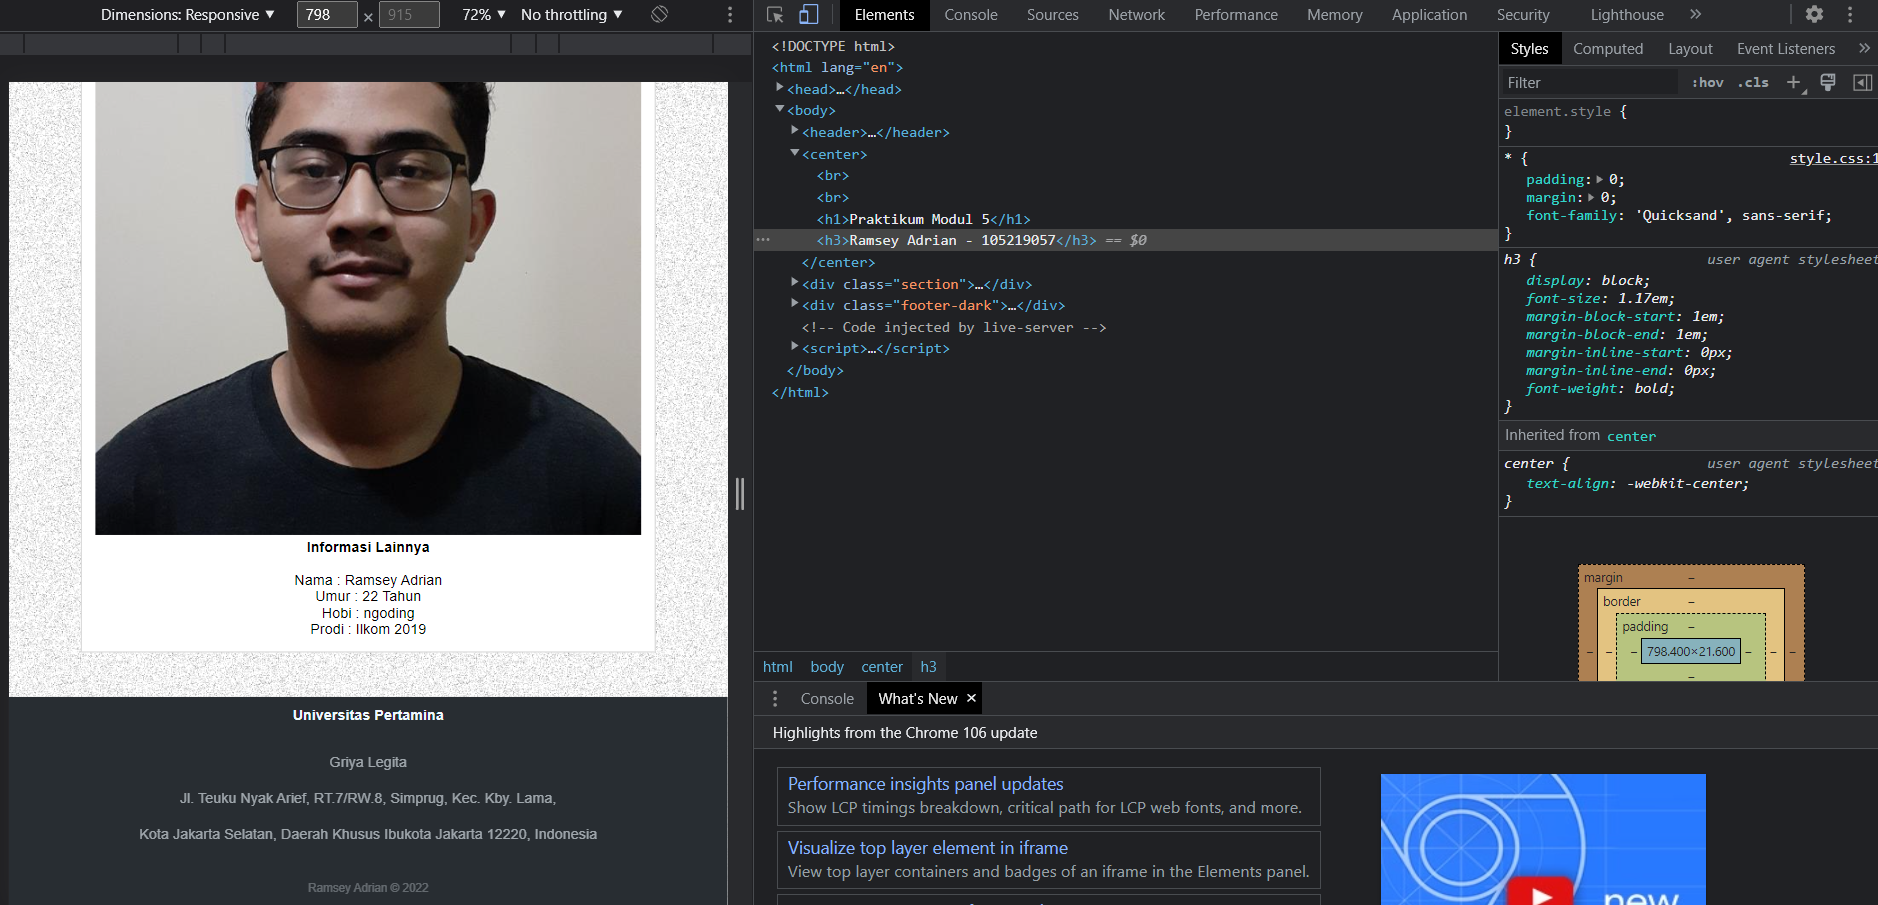 Dimensions: Responsive ▼ 798 × 915 72% ▼ No throttling ▼
Informasi Lainnya
Nama : Ramsey Adrian
Umur : 22 Tahun
Hobi : ngoding
Prodi : Ilkom 2019
Universitas Pertamina
Griya Legita
Jl. Teuku Nyak Arief, RT.7/RW.8, Simprug, Kec. Kby. Lama,
Kota Jakarta Selatan, Daerah Khusus Ibukota Jakarta 12220, Indonesia
Ramsey Adrian © 2022
Elements Console Sources Network Performance Memory Application Security Lighthouse »
<!DOCTYPE html>
<html lang="en">
▶<head>…</head>
▼<body>
▶<header>…</header>
▼<center>
<br>
<br>
<h1>Praktikum Modul 5</h1>
<h3>Ramsey Adrian - 105219057</h3> == $0
</center>
▶<div class="section">…</div>
▶<div class="footer-dark">…</div>
<!-- Code injected by live-server -->
▶<script>…</script>
</body>
</html>
html body center h3
Styles Computed Layout Event Listeners »
Filter :hov .cls +
element.style {
}
* { style.css:1
padding:▶ 0;
margin:▶ 0;
font-family: 'Quicksand', sans-serif;
}
h3 { user agent stylesheet
display: block;
font-size: 1.17em;
margin-block-start: 1em;
margin-block-end: 1em;
margin-inline-start: 0px;
margin-inline-end: 0px;
font-weight: bold;
}
Inherited from center
center { user agent stylesheet
text-align: -webkit-center;
}
margin –
border –
padding –
– – – 798.400×21.600 – – –
–
Console What's New ×
Highlights from the Chrome 106 update
Performance insights panel updates
Show LCP timings breakdown, critical path for LCP web fonts, and more.
Visualize top layer element in iframe
View top layer containers and badges of an iframe in the Elements panel.
new